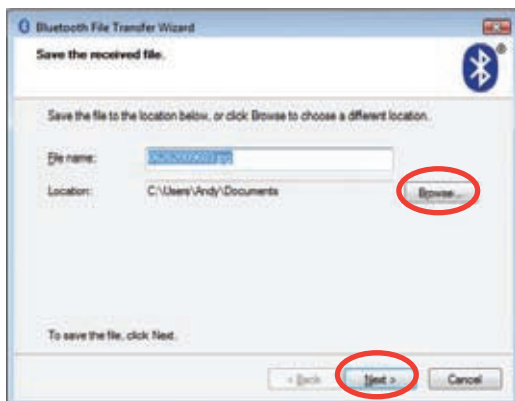 Bluetooth File Transfer Wizard
Save the received file.
®
Save the file to the location below, or click Browse to choose a different location.
File name:
Location: C:\Users\Andy\Documents Browse...
To save the file, click Next.
< Back Next > Cancel